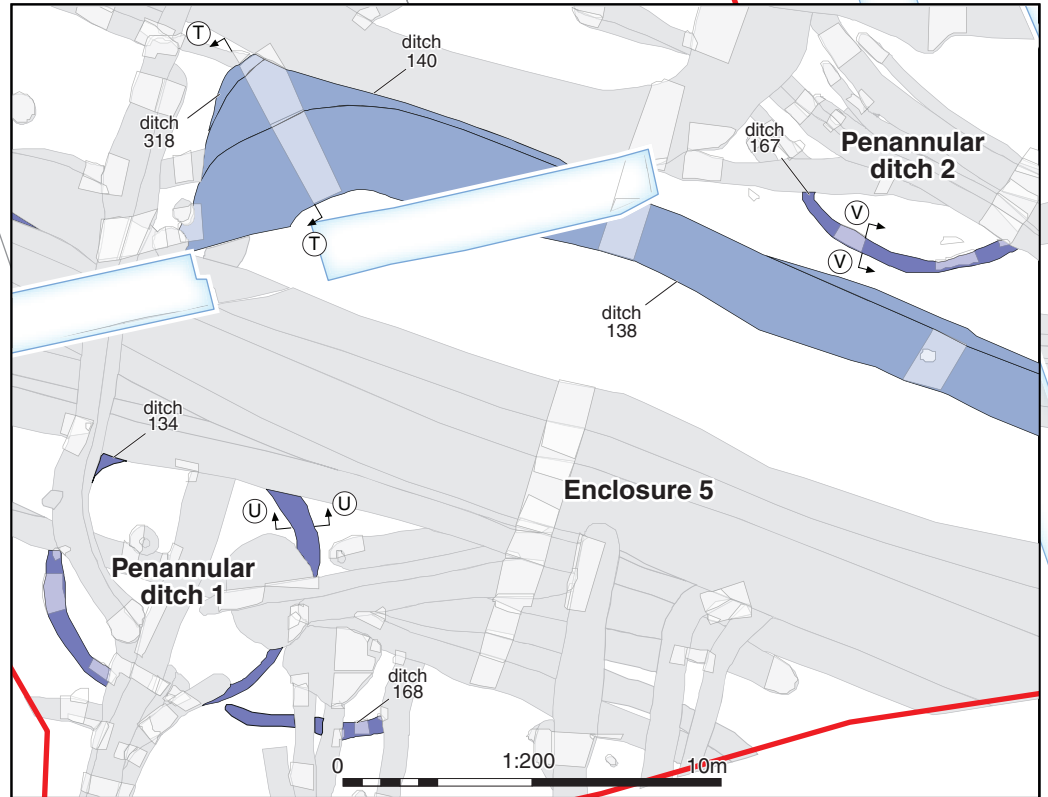 T
ditch
140
ditch
318
ditch
167
Penannular
ditch 2
V
V
T
ditch
138
ditch
134
Enclosure 5
U
U
Penannular
ditch 1
ditch
168
0
1:200
10m